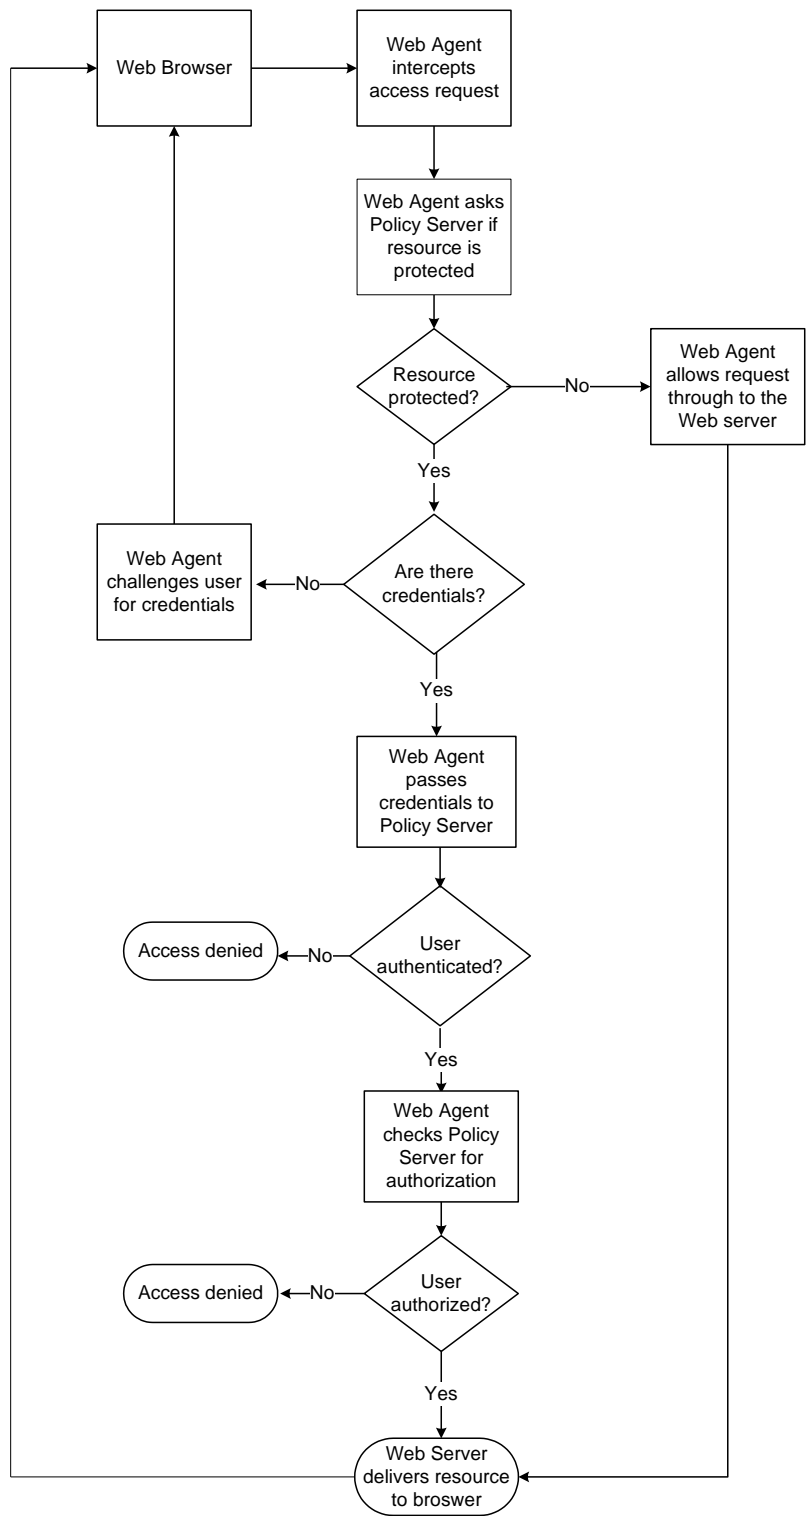 Web Browser
Web Agent
intercepts
access request
Web Agent asks
Policy Server if
resource is
protected
Resource
protected?
No
Web Agent
allows request
through to the
Web server
Yes
Are there
credentials?
No
Web Agent
challenges user
for credentials
Yes
Web Agent
passes
credentials to
Policy Server
User
authenticated?
No
Access denied
Yes
Web Agent
checks Policy
Server for
authorization
User
authorized?
No
Access denied
Yes
Web Server
delivers resource
to broswer